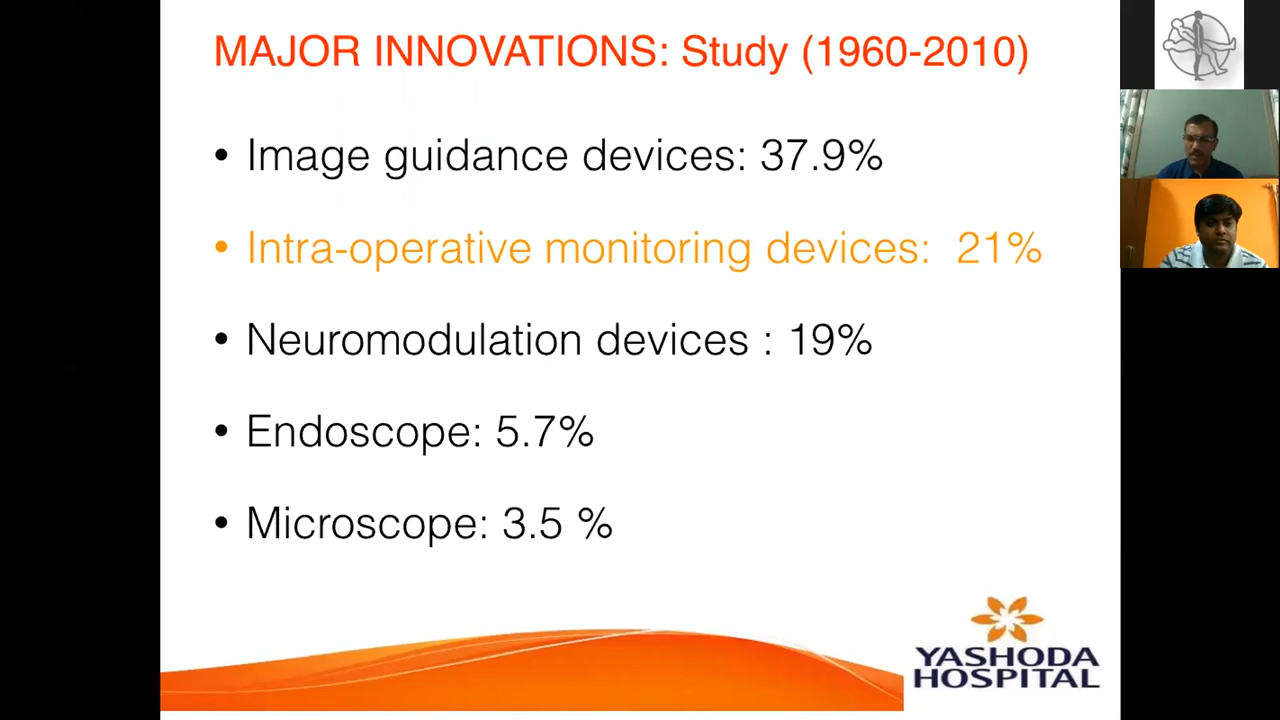 MAJOR INNOVATIONS: Study (1960-2010)
• Image guidance devices: 37.9%
• Intra-operative monitoring devices: 21%
• Neuromodulation devices : 19%
• Endoscope: 5.7%
• Microscope: 3.5 %
YASHODA
HOSPITAL